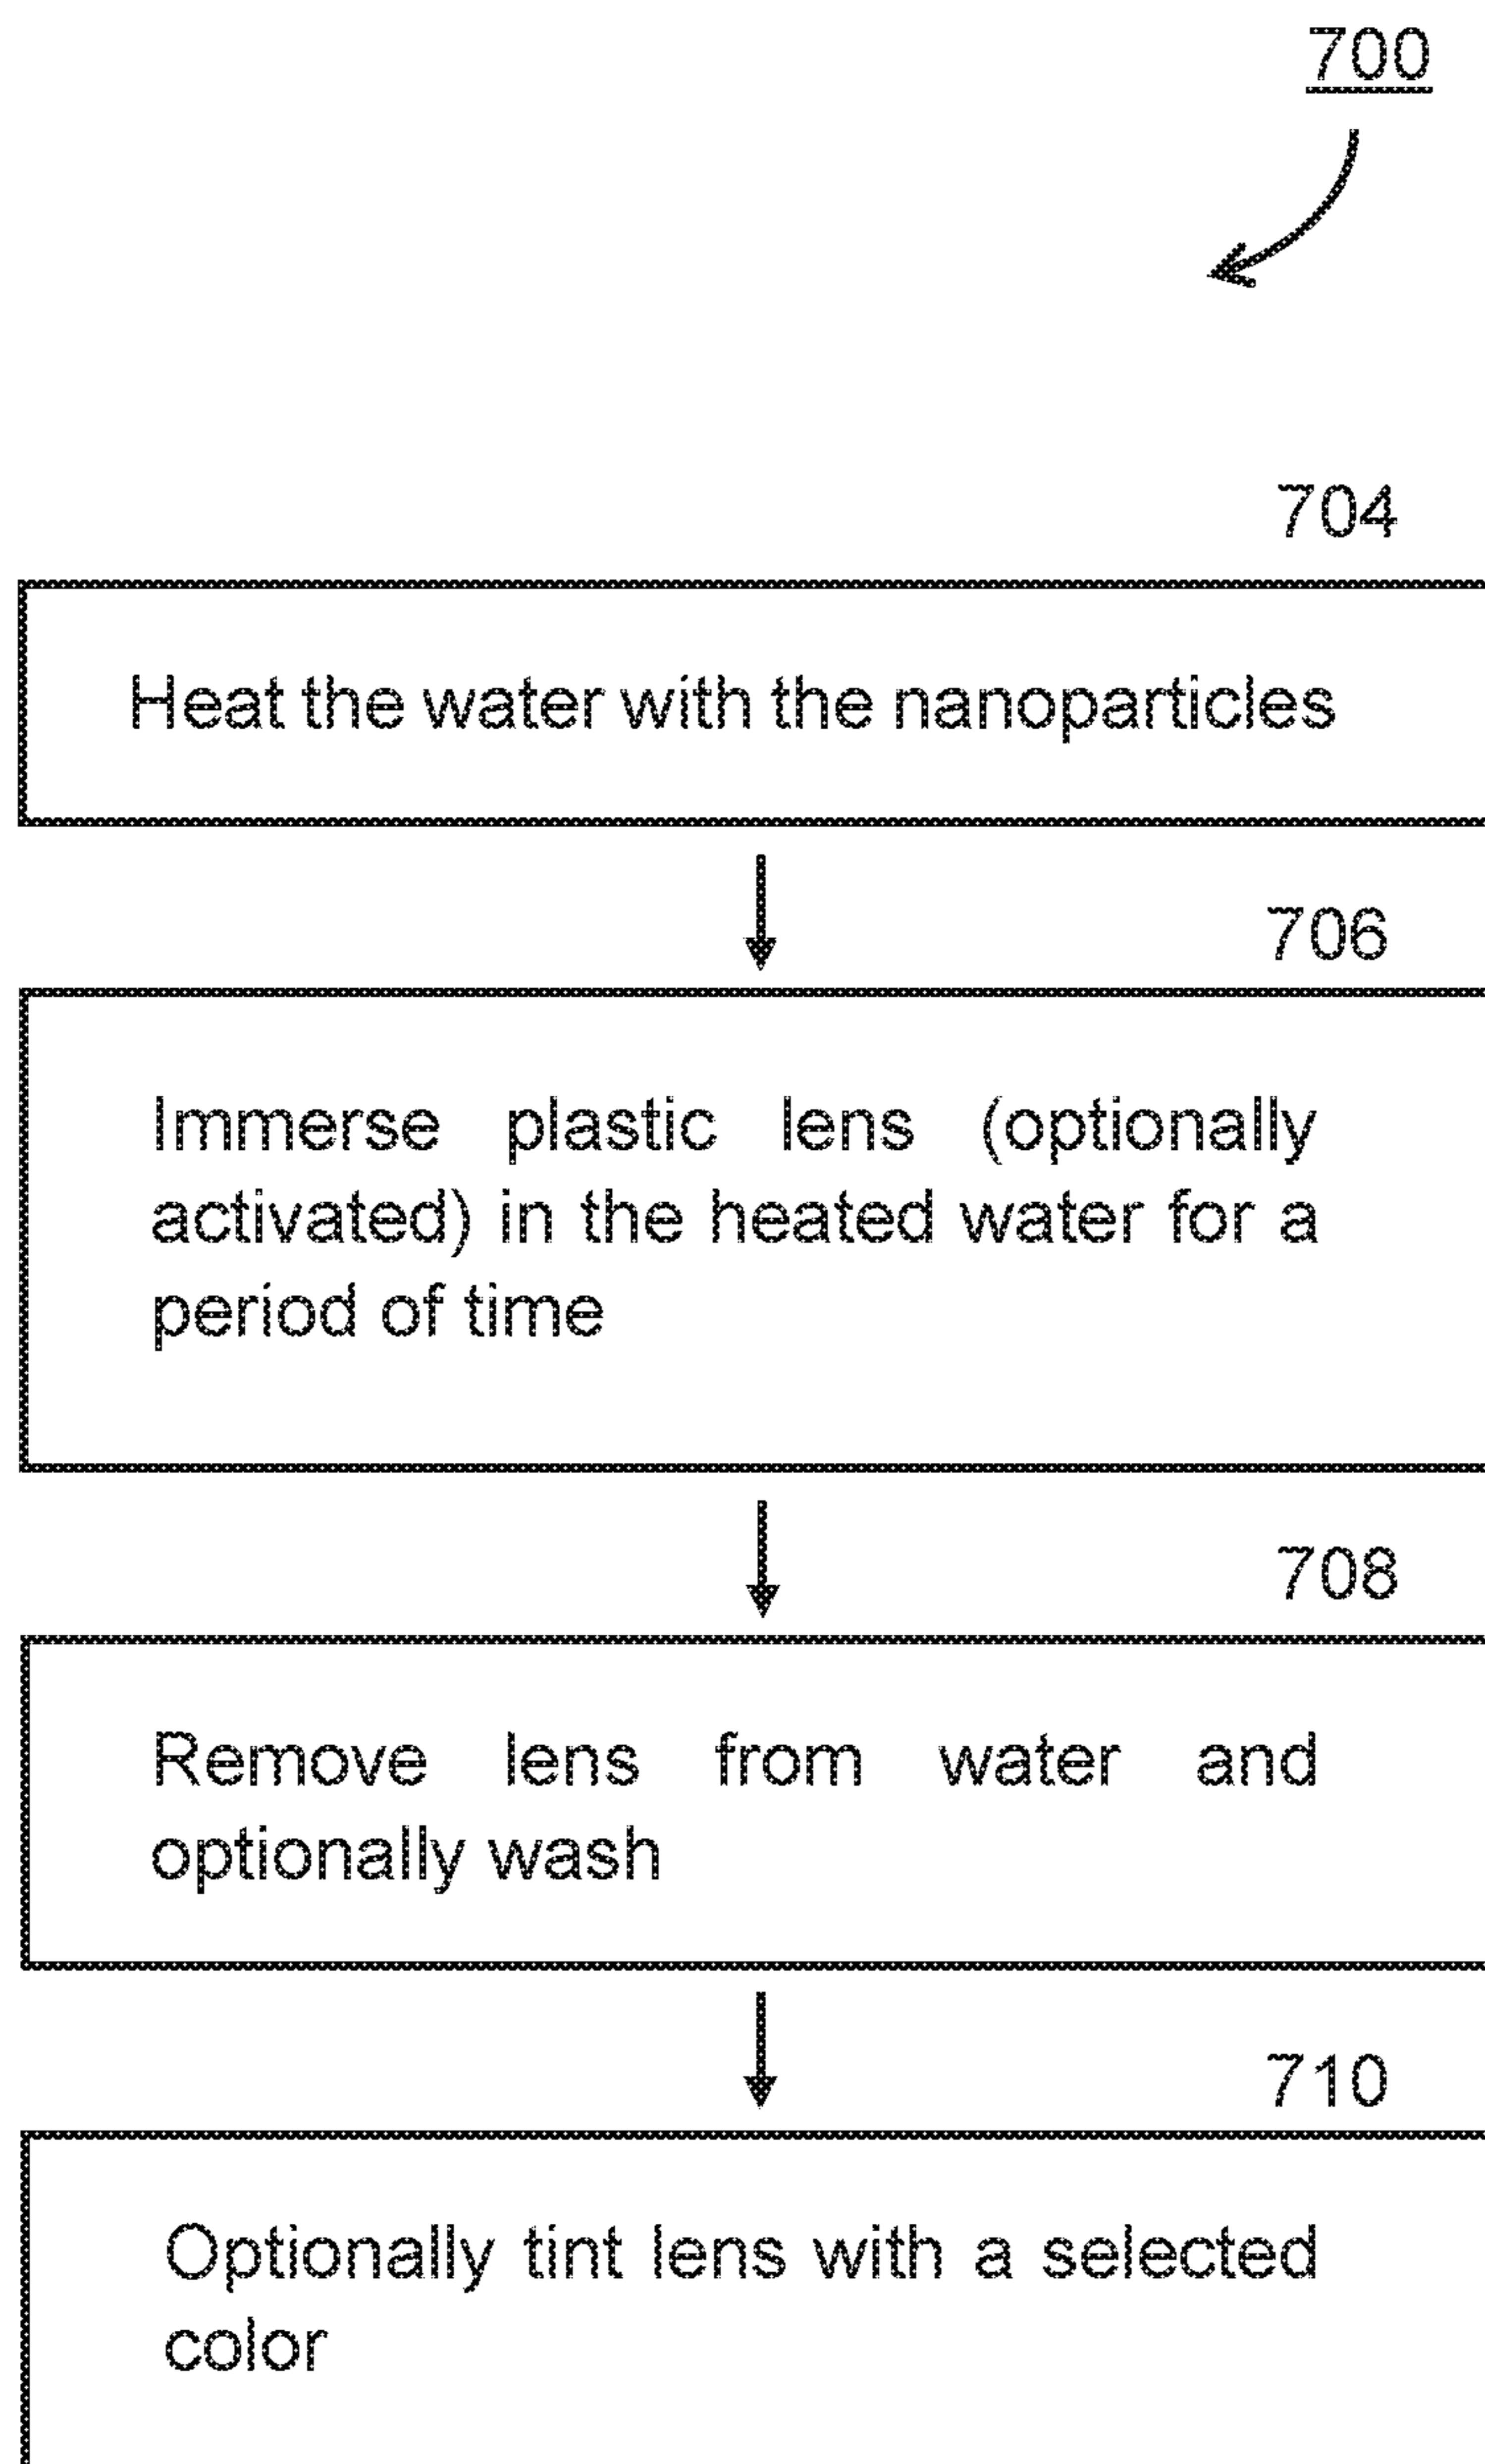 700
704
Heat the water with the nanoparticles
706
Immerse plastic lens (optionally
activated) in the heated water for a
period of time
708
Remove lens from water and
optionally wash
710
Optionally tint lens with a selected
color